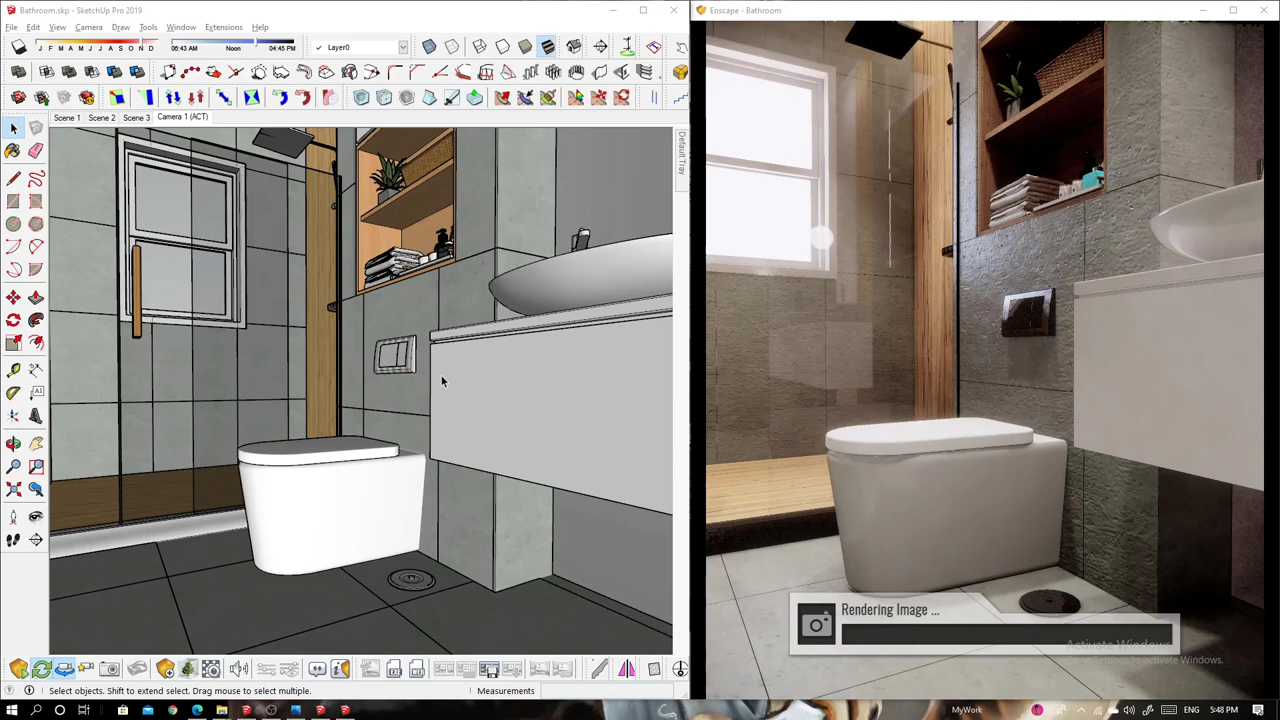 Bathroom.skp - SketchUp Pro 2019
File Edit View Camera Draw Tools Window Extensions Help
J F M A M J J A S O N D
06:43 AM Noon 04:45 PM
Layer0
Scene 1 Scene 2 Scene 3 Camera 1 (ACT)
Default Tray
Select objects. Shift to extend select. Drag mouse to select multiple.
Measurements
Enscape - Bathroom
Rendering Image ...
Activate Windows
MyWork
ENG
5:48 PM